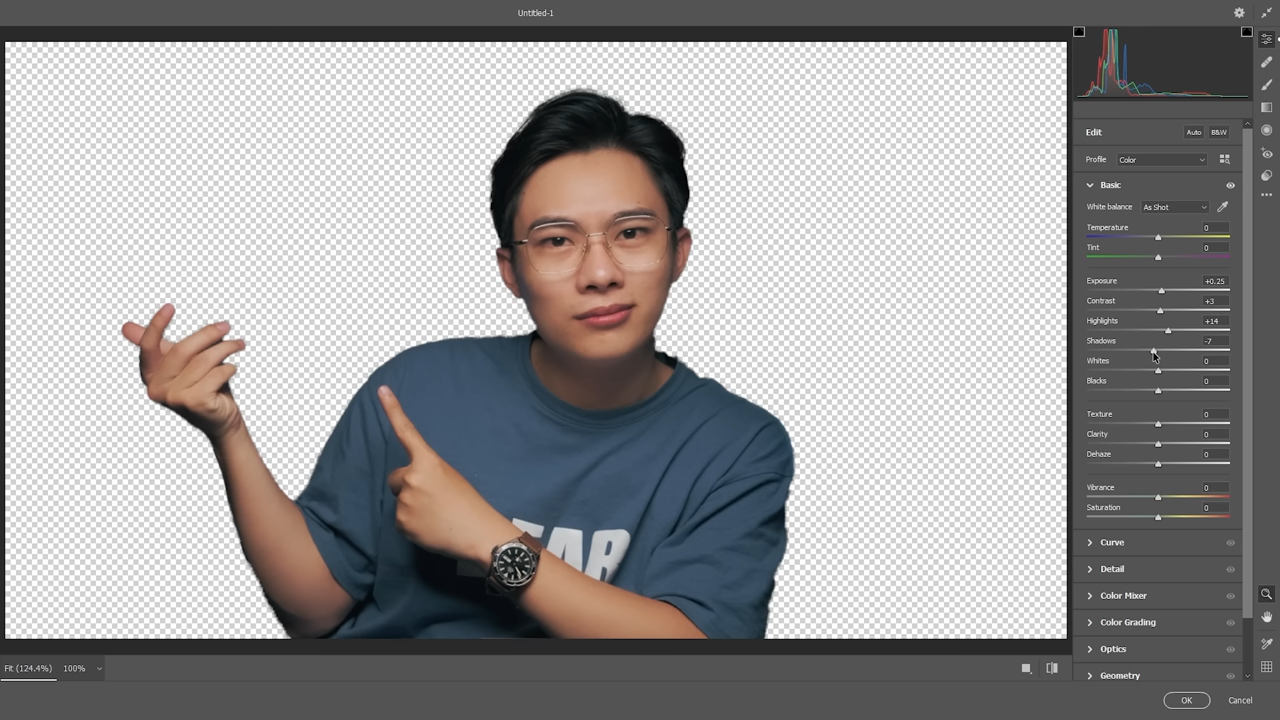 Untitled-1
Edit
Auto
B&W
Profile
Color
Basic
White balance
As Shot
Temperature
0
Tint
0
Exposure
+0.25
Contrast
+3
Highlights
+14
Shadows
-7
Whites
0
Blacks
0
Texture
0
Clarity
0
Dehaze
0
Vibrance
0
Saturation
0
Curve
Detail
Color Mixer
Color Grading
Optics
Geometry
Fit (124.4%)
100%
OK
Cancel